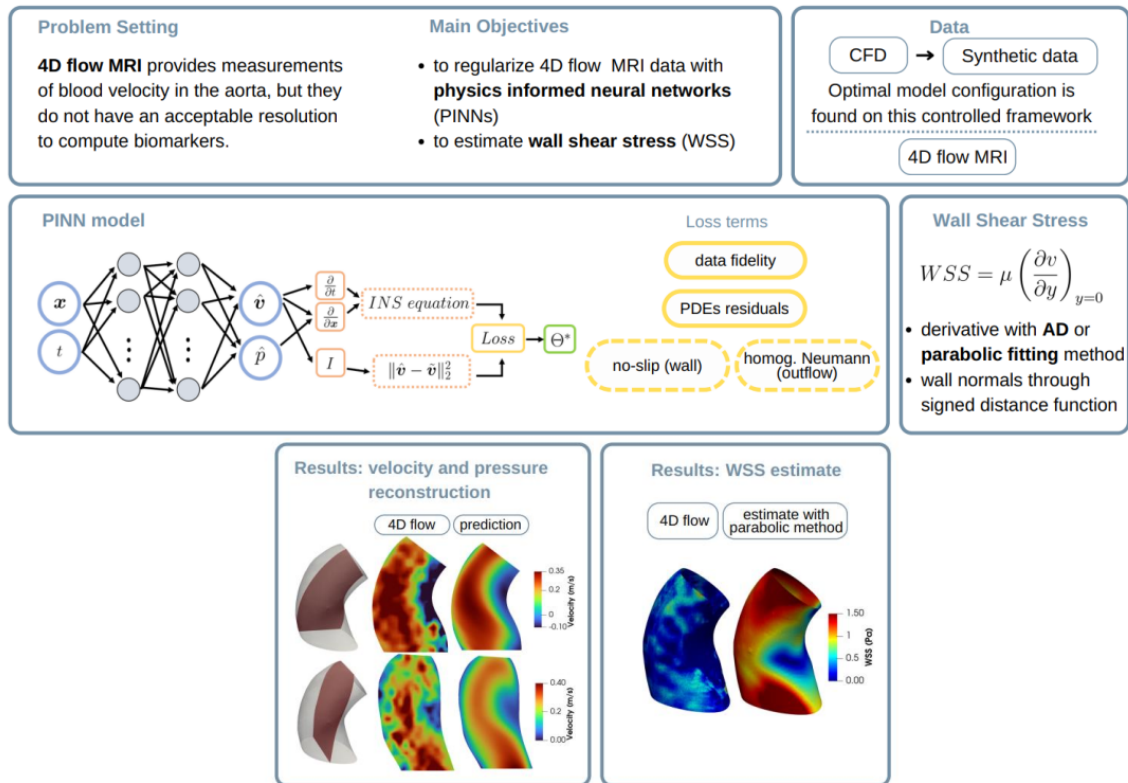 Problem Setting
4D flow MRI provides measurements
of blood velocity in the aorta, but they
do not have an acceptable resolution
to compute biomarkers.
Main Objectives
• to regularize 4D flow MRI data with
physics informed neural networks
(PINNs)
• to estimate wall shear stress (WSS)
Data
CFD → Synthetic data
Optimal model configuration is
found on this controlled framework
4D flow MRI
PINN model
x
t
v̂
p̂
∂/∂t
∂/∂x
I
INS equation
‖v̂ − ṽ‖₂²
Loss
Θ*
Loss terms
data fidelity
PDEs residuals
no-slip (wall)
homog. Neumann
(outflow)
Wall Shear Stress
WSS = μ (∂v/∂y)y=0
• derivative with AD or
parabolic fitting method
• wall normals through
signed distance function
Results: velocity and pressure
reconstruction
4D flow
prediction
0.35
0.2
0
-0.10
Velocity (m/s)
0.40
0.2
0.00
Velocity (m/s)
Results: WSS estimate
4D flow
estimate with
parabolic method
1.50
1
0.5
0.00
WSS (Pa)